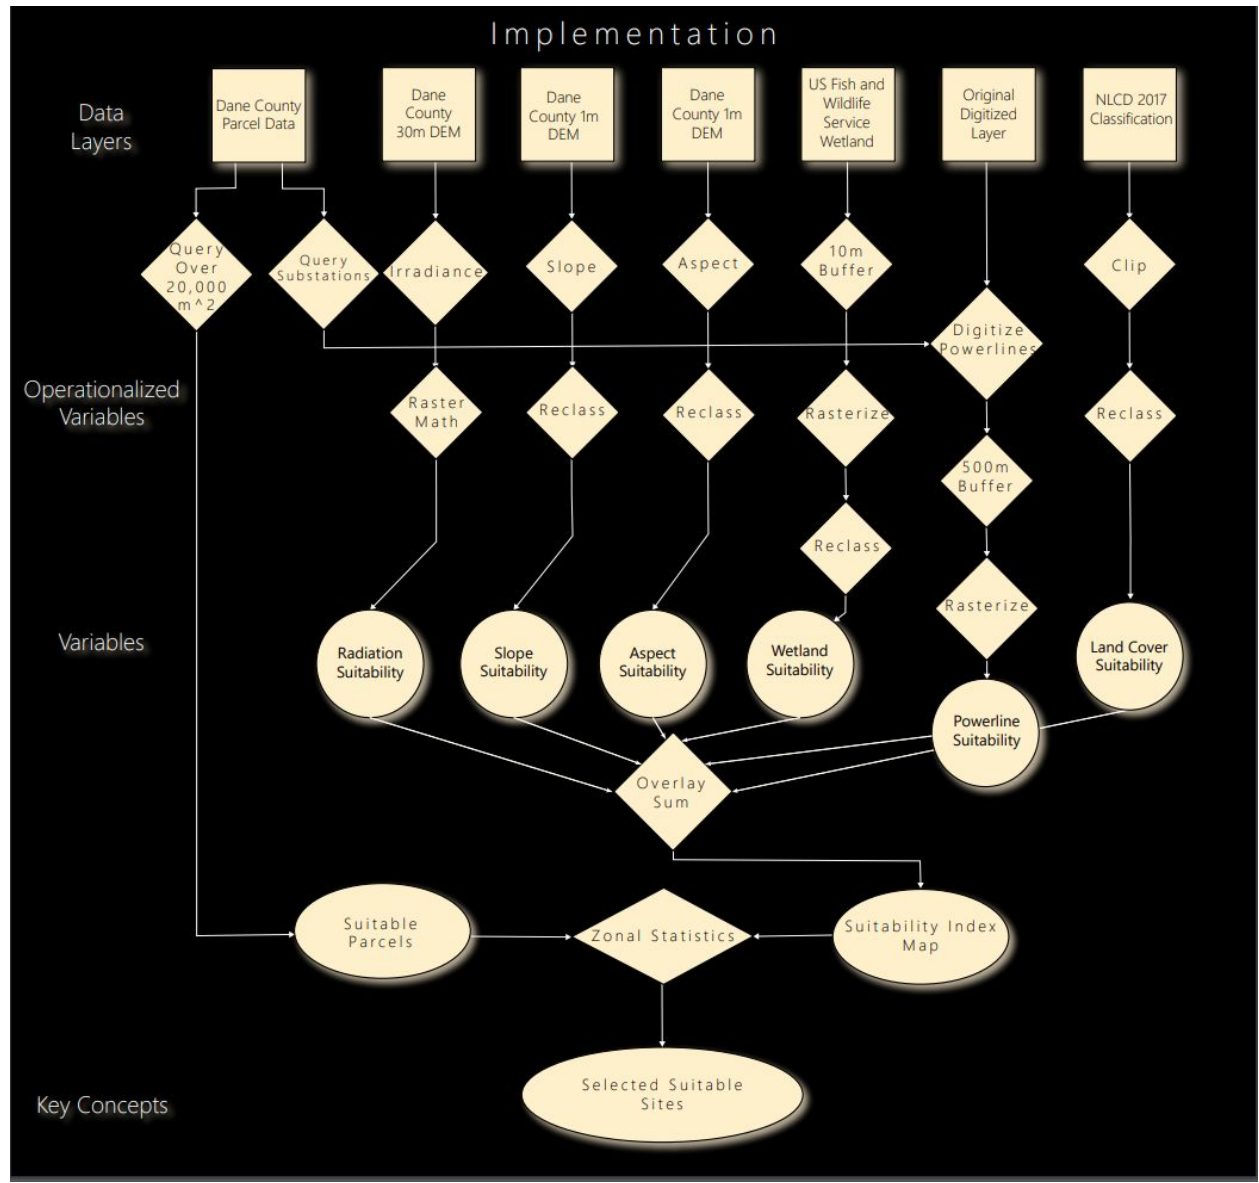 Implementation
Data
Layers
Dane County
Parcel Data
Dane
County
30m DEM
Dane
County 1m
DEM
Dane
County 1m
DEM
US Fish and
Wildlife
Service
Wetland
Original
Digitized
Layer
NLCD 2017
Classification
Query
Over
20,000
m^2
Query
Substations
Irradiance
Slope
Aspect
10m
Buffer
Clip
Digitize
Powerlines
Operationalized
Variables
Raster
Math
Reclass
Reclass
Rasterize
Reclass
500m
Buffer
Reclass
Rasterize
Variables
Radiation
Suitability
Slope
Suitability
Aspect
Suitability
Wetland
Suitability
Land Cover
Suitability
Powerline
Suitability
Overlay
Sum
Suitable
Parcels
Zonal Statistics
Suitability Index
Map
Selected Suitable
Sites
Key Concepts